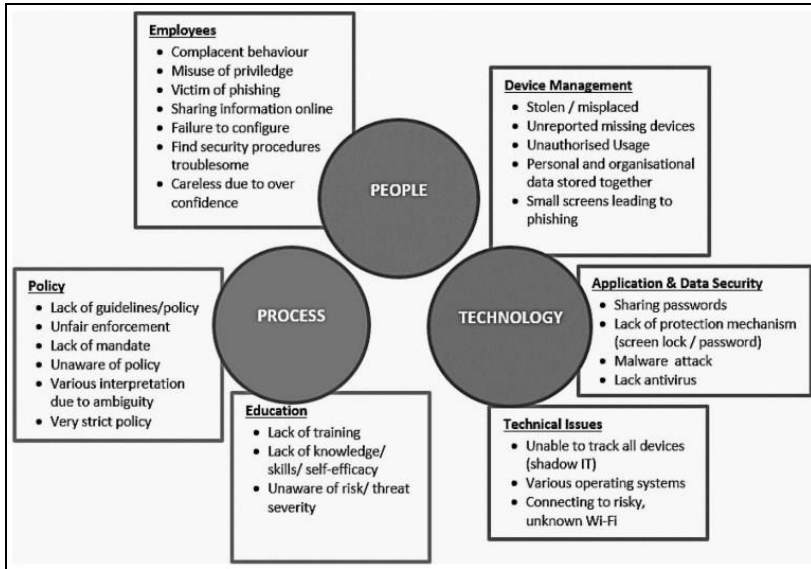 Employees
• Complacent behaviour
• Misuse of priviledge
• Victim of phishing
• Sharing information online
• Failure to configure
• Find security procedures
troublesome
• Careless due to over
confidence
PEOPLE
Device Management
• Stolen / misplaced
• Unreported missing devices
• Unauthorised Usage
• Personal and organisational
data stored together
• Small screens leading to
phishing
Policy
• Lack of guidelines/policy
• Unfair enforcement
• Lack of mandate
• Unaware of policy
• Various interpretation
due to ambiguity
• Very strict policy
PROCESS
TECHNOLOGY
Application & Data Security
• Sharing passwords
• Lack of protection mechanism
(screen lock / password)
• Malware attack
• Lack antivirus
Education
• Lack of training
• Lack of knowledge/
skills/ self-efficacy
• Unaware of risk/ threat
severity
Technical Issues
• Unable to track all devices
(shadow IT)
• Various operating systems
• Connecting to risky,
unknown Wi-Fi